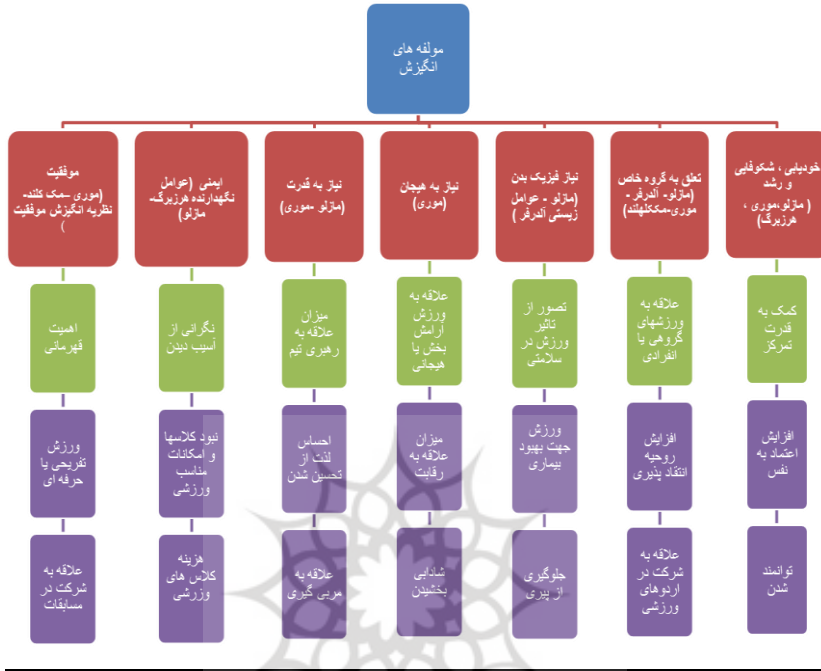 مولفه های
انگیزش
خودیابی ، شکوفایی
و رشد
( مازلو،موری ،
هرزبرگ)
تعلق به گروه خاص
(مازلو- آلدرفر -
موری-مککلهلند)
نیاز فیزیک بدن
(مازلو - عوامل
زیستی آلدرفر )
نیاز به هیجان
(موری)
نیاز به قدرت
(مازلو -موری)
ایمنی (عوامل
نگهدارنده هرزبرگ-
مازلو)
موفقیت
(موری –مک کلند-
نظریه انگیزش موفقیت
)
کمک به
قدرت
تمرکز
علاقه به
ورزشهای
گروهی یا
انفرادی
تصور از
تاثیر
ورزش در
سلامتی
علاقه به
ورزش
آرامش
بخش یا
هیجانی
میزان
علاقه به
رهبری تیم
نگرانی از
آسیب دیدن
اهمیت
قهرمانی
افزایش
اعتماد به
نفس
افزایش
روحیه
انتقاد پذیری
ورزش
جهت بهبود
بیماری
میزان
علاقه به
رقابت
احساس
لذت از
تحسین شدن
نبود کلاسها
و امکانات
مناسب
ورزشی
ورزش
تفریحی یا
حرفه ای
توانمند
شدن
علاقه به
شرکت در
اردوهای
ورزشی
جلوگیری
از پیری
شادابی
بخشیدن
علاقه به
مربی گیری
هزینه
کلاس های
وزرشی
علاقه به
شرکت در
مسابقات